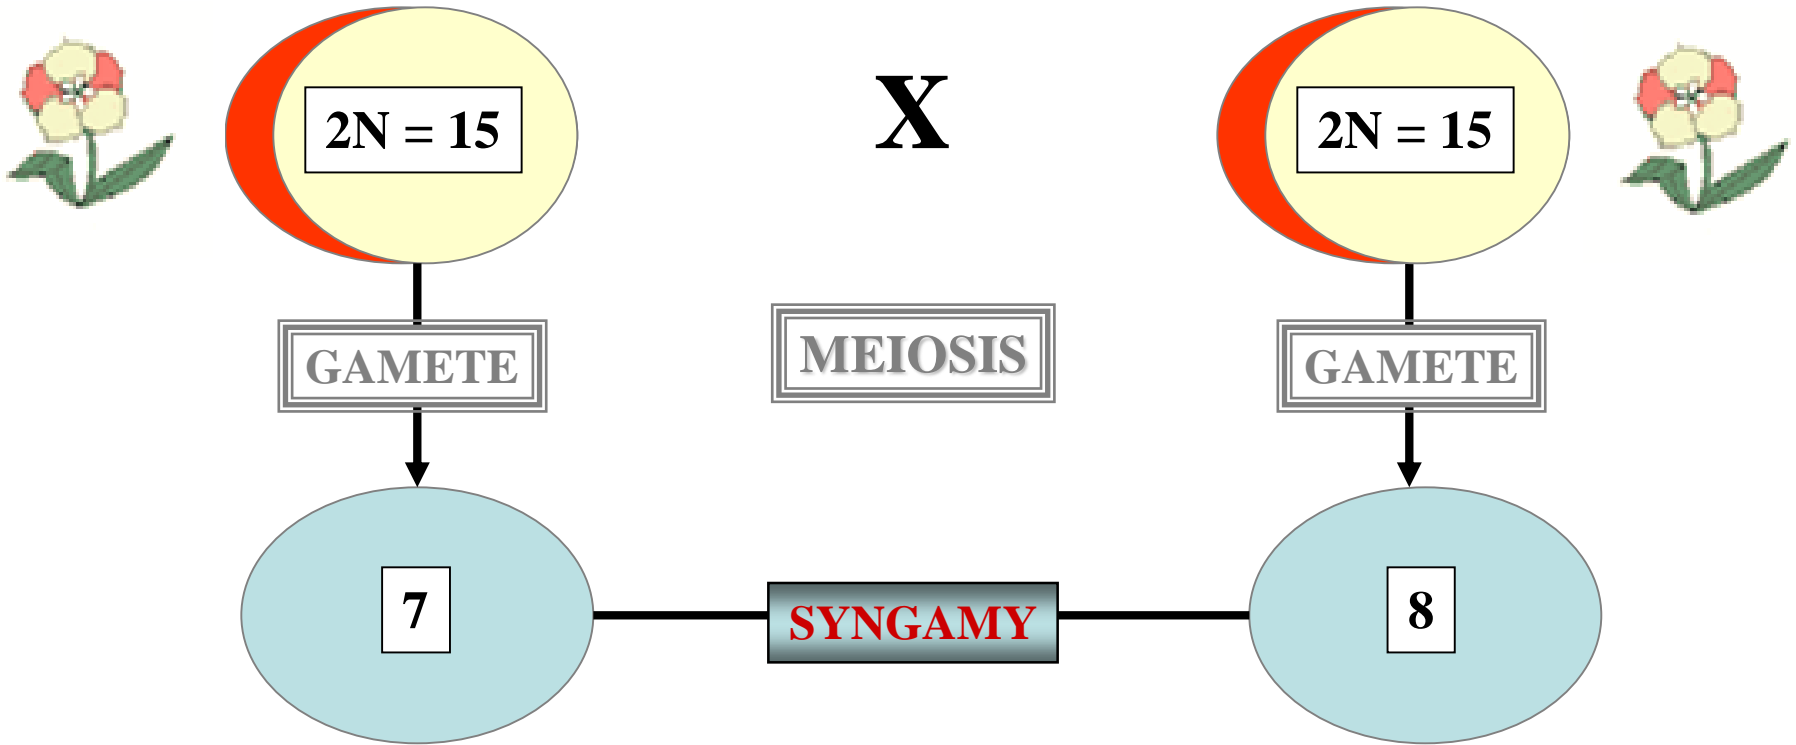 2N = 15
X
2N = 15
GAMETE
MEIOSIS
GAMETE
7
SYNGAMY
8